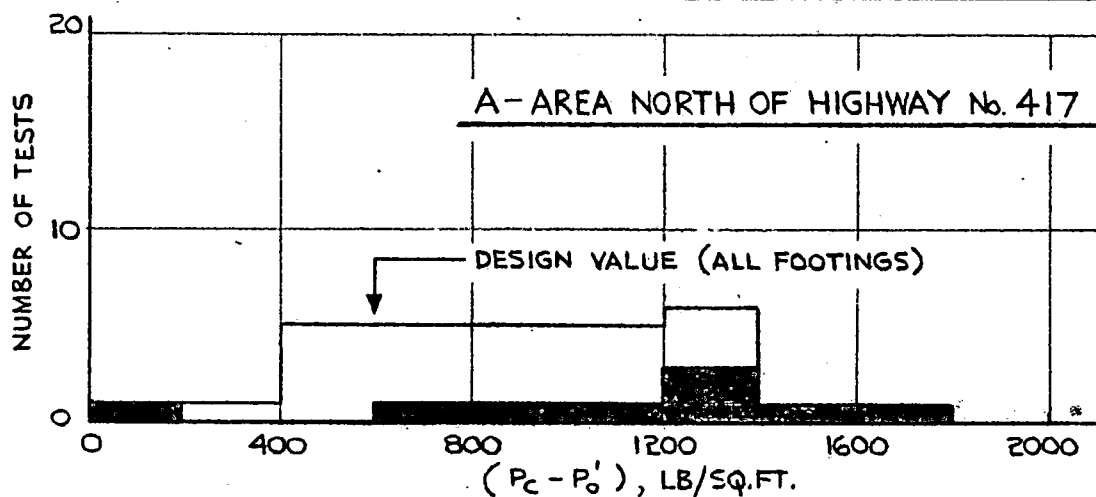 20
A-AREA NORTH OF HIGHWAY No. 417
NUMBER OF TESTS
10
DESIGN VALUE (ALL FOOTINGS)
0
0 400 800 1200 1600 2000
(Pc - Po'), LB/SQ.FT.